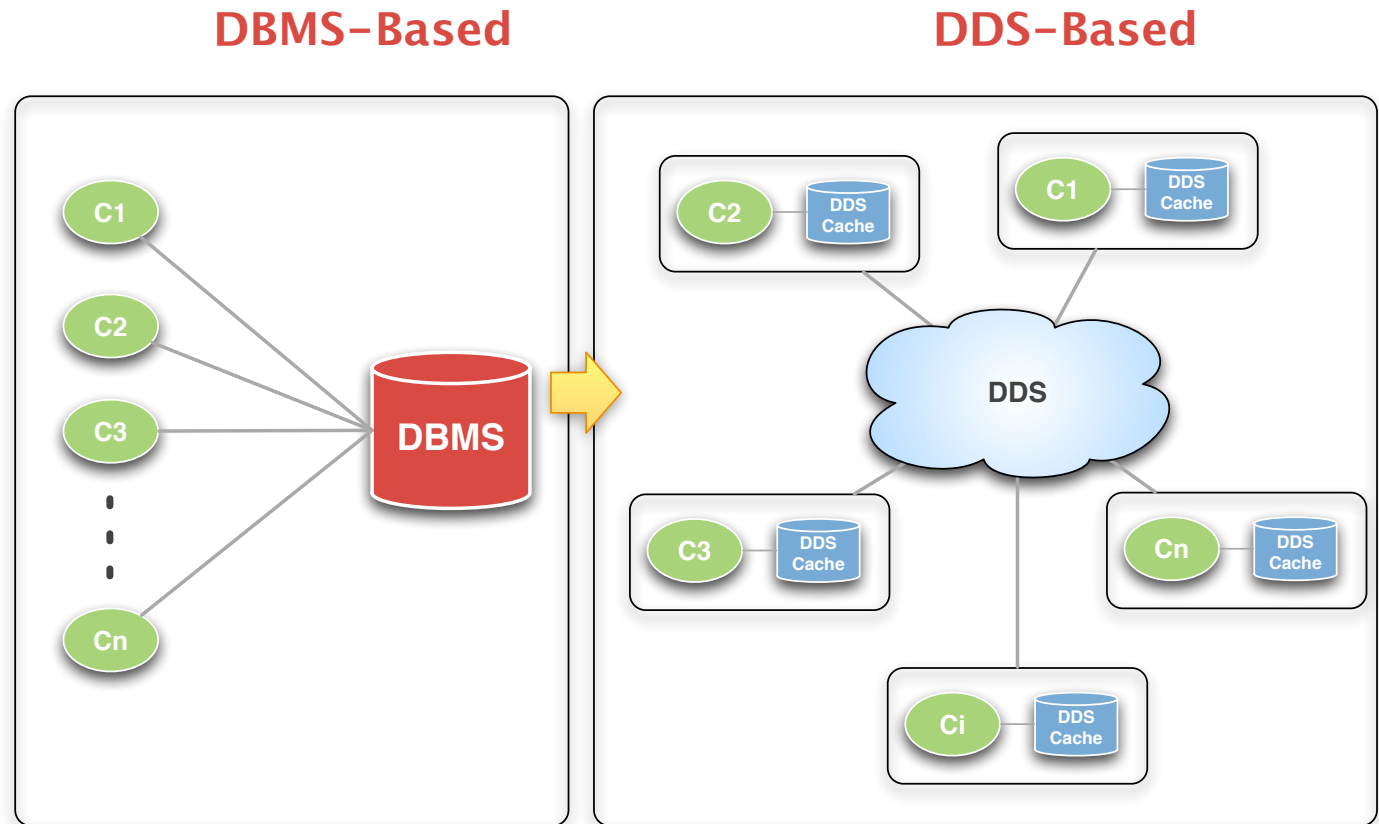 DBMS-Based
DDS-Based
C1
C2
C3
Cn
DBMS
C2
DDS
Cache
C1
DDS
Cache
DDS
C3
DDS
Cache
Cn
DDS
Cache
Ci
DDS
Cache